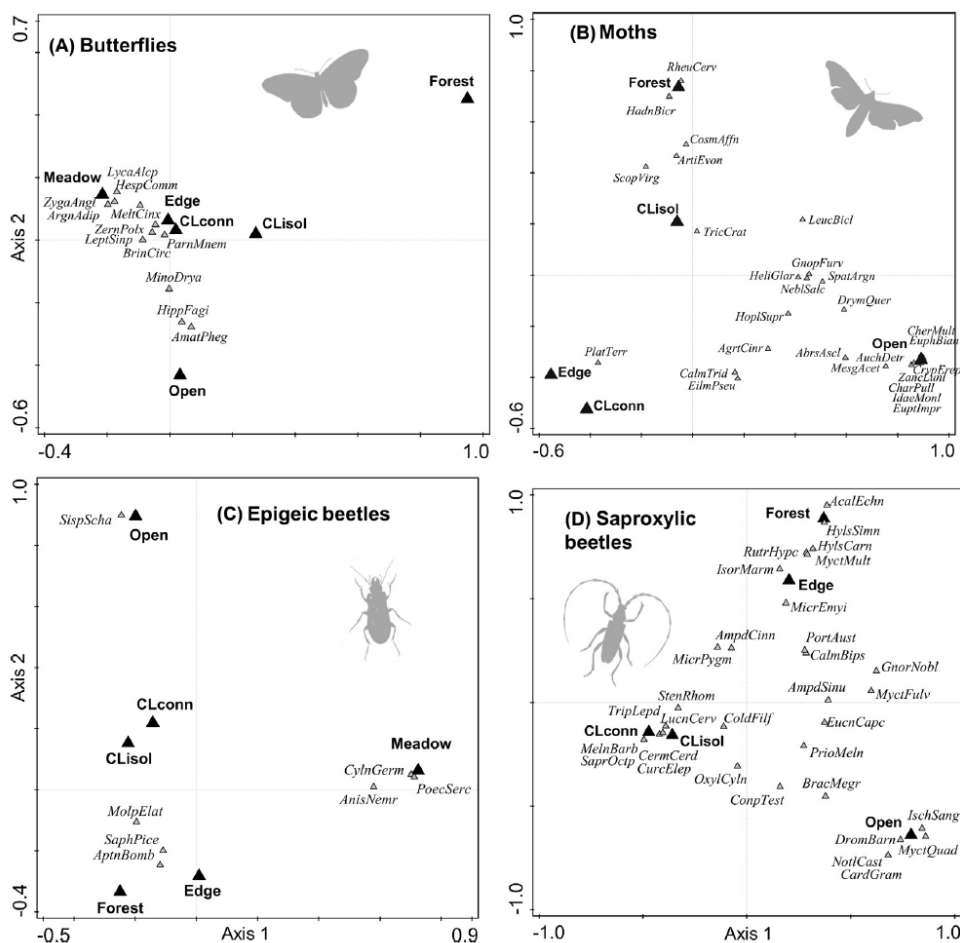 (A) Butterflies
0.7
Forest
LycaAlcp
Meadow
HespComm
ZygaAngl
Edge
ArgnAdip
MeltCinx
CLconn
CLisol
ZernPolx
LeptSinp
ParnMnem
BrinCirc
MinoDrya
HippFagi
AmatPheg
Open
Axis 2
-0.6
-0.4
1.0
(B) Moths
1.0
RheuCerv
Forest
HadnBicr
CosmAffn
ArtiEvon
ScopVirg
CLisol
LeucBicl
TricCrat
GnopFurv
HeliGlar
SpatArgn
NeblSalc
DrymQuer
HoplSupr
CherMult
Open
EuphBian
AgrtCinr
AbrsAscl
AuchDetr
PlatTerr
MesgAcet
CrypErep
Edge
CalmTrid
ZancLunl
EilmPseu
CharPull
IdaeMonl
CLconn
EuptImpr
-0.6
-0.6
1.0
(C) Epigeic beetles
1.0
SispScha
Open
CLconn
CLisol
Meadow
CylnGerm
PoecSerc
AnisNemr
MolpElat
SaphPice
AptnBomb
Edge
Forest
Axis 2
-0.4
-0.5
Axis 1
0.9
(D) Saproxylic
beetles
1.0
AcalEchn
Forest
HylsSimn
HylsCarn
RutrHypc
MyctMult
IsorMarm
Edge
MicrEmyi
AmpdCinn
PortAust
MicrPygm
CalmBips
GnorNobl
AmpdSinu
MyctFulv
StenRhom
TripLepd
LucnCerv
ColdFilf
EucnCapc
CLconn
CLisol
MelnBarb
CermCerd
PrioMeln
SaprOctp
CurcElep
OxylCyln
BracMegr
ConpTest
IschSang
Open
DromBarn
MyctQuad
NotlCast
CardGram
-1.0
-1.0
Axis 1
1.0